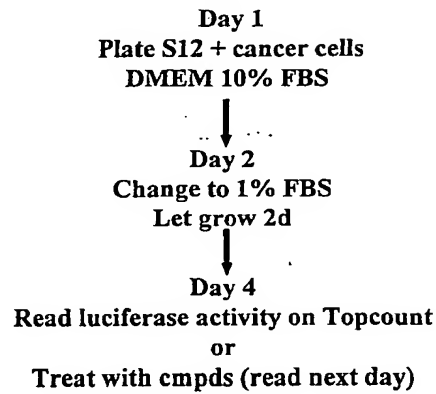 Day 1
Plate S12 + cancer cells
DMEM 10% FBS
Day 2
Change to 1% FBS
Let grow 2d
Day 4
Read luciferase activity on Topcount
or
Treat with cmpds (read next day)